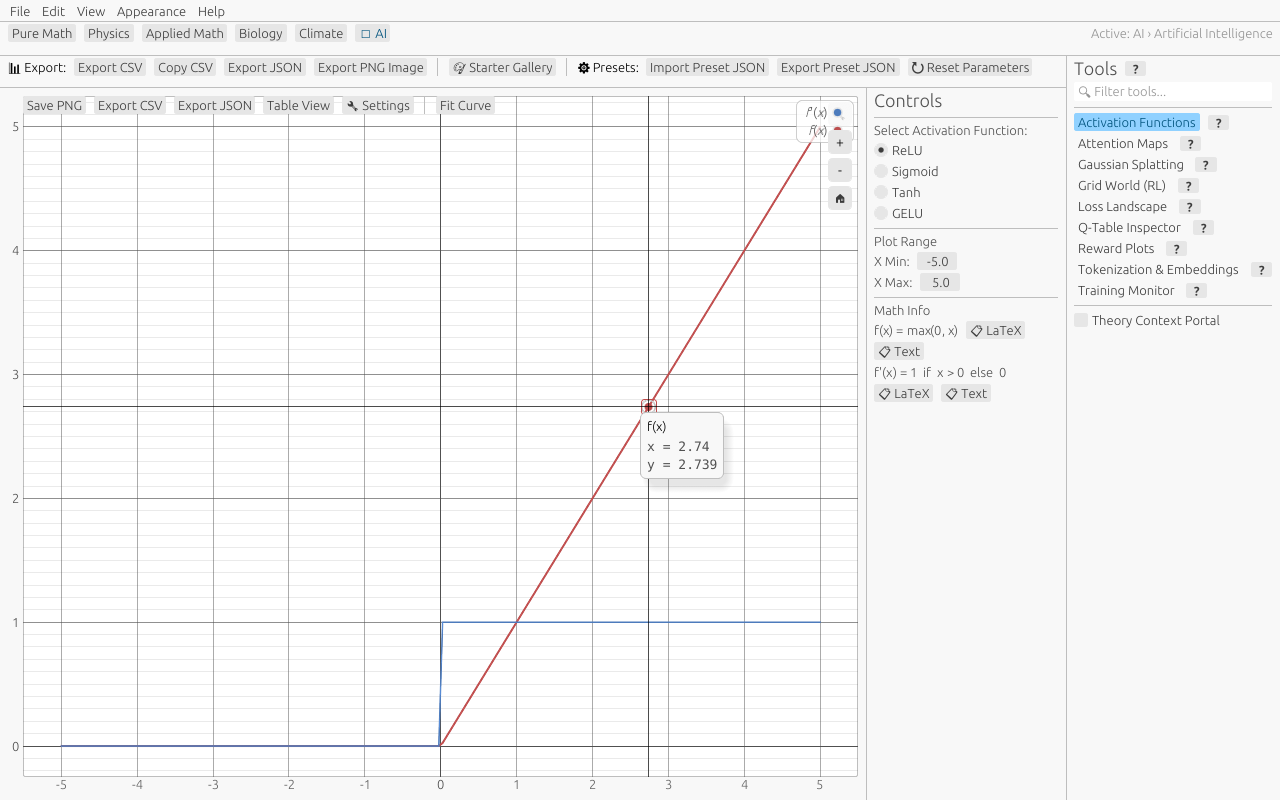 File Edit View Appearance Help
Pure Math Physics Applied Math Biology Climate AI Active: AI › Artificial Intelligence
Export: Export CSV Copy CSV Export JSON Export PNG Image Starter Gallery Presets: Import Preset JSON Export Preset JSON Reset Parameters
Save PNG Export CSV Export JSON Table View Settings Fit Curve
f'(x)
f(x)
+
-
5
4
3
2
1
0
f(x)
x = 2.74
y = 2.739
-5 -4 -3 -2 -1 0 1 2 3 4 5
Controls
Select Activation Function:
ReLU
Sigmoid
Tanh
GELU
Plot Range
X Min: -5.0
X Max: 5.0
Math Info
f(x) = max(0, x) LaTeX
Text
f'(x) = 1 if x > 0 else 0
LaTeX Text
Tools ?
Filter tools...
Activation Functions ?
Attention Maps ?
Gaussian Splatting ?
Grid World (RL) ?
Loss Landscape ?
Q-Table Inspector ?
Reward Plots ?
Tokenization & Embeddings ?
Training Monitor ?
Theory Context Portal